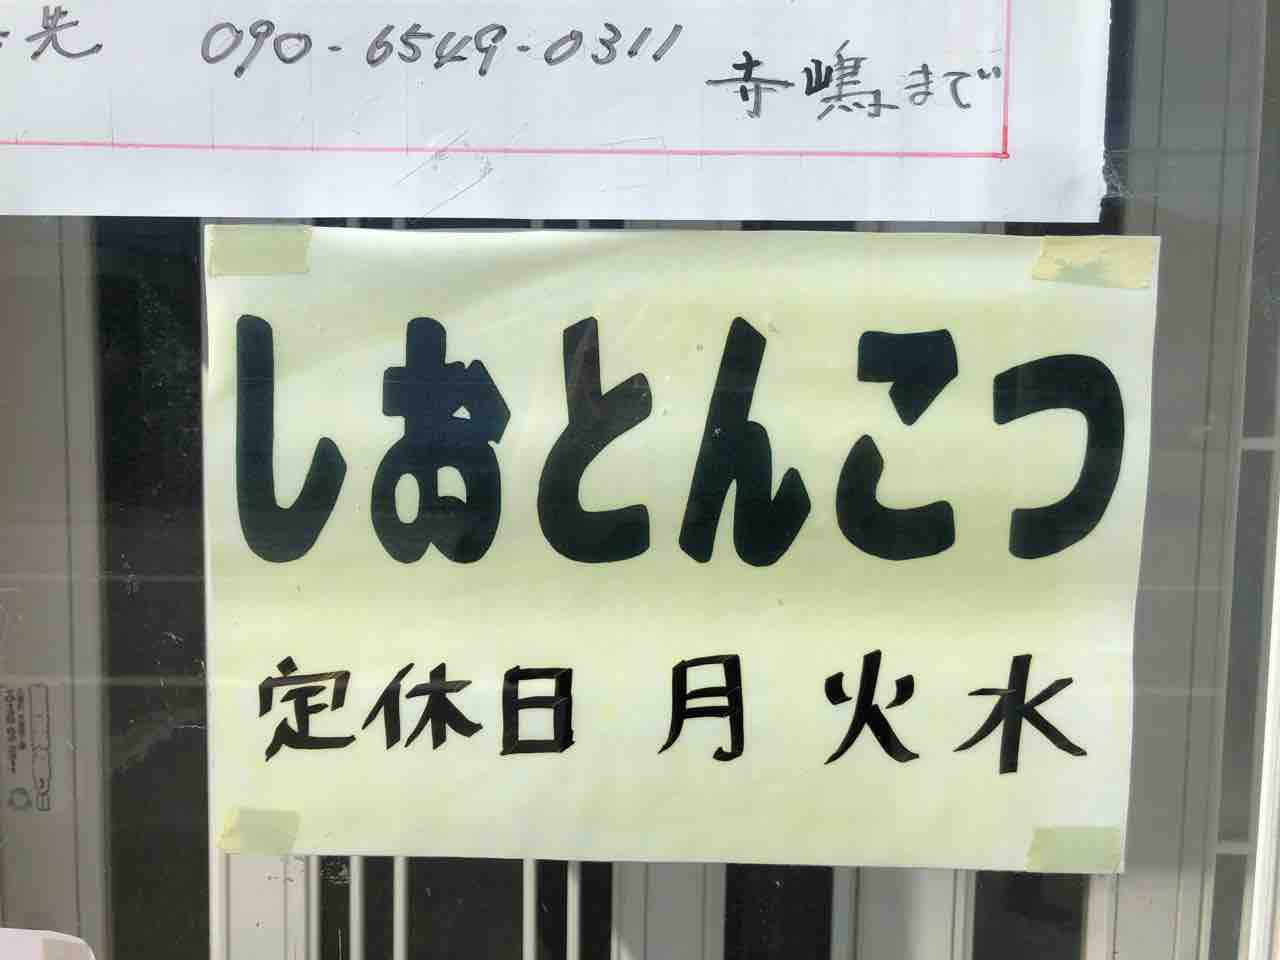 先 090-6549-0311
寺嶋まで
しおとんこつ
定休日 月 火 水